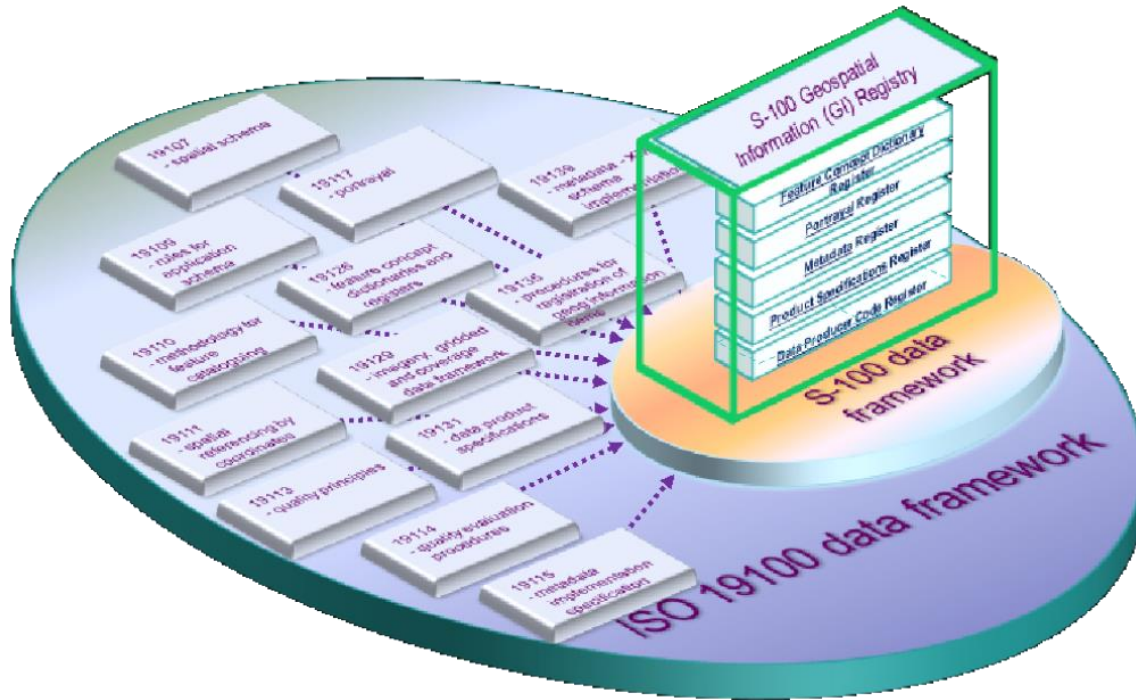 19107
- spatial scheme
19117
- portrayal
19139
- metadata -
schema
implementation
19109
- rules for
application
schema
19126
- feature concept
dictionaries and
registers
19135
- procedures for
registration of
geog information
items
19110
- methodology for
feature
cataloguing
19129
- imagery, gridded
and coverage
data framework
19111
- spatial
referencing by
coordinates
19131
- data product
specifications
19113
- quality principles
19114
- quality evaluation
procedures
19115
- metadata
implementation
specification
S-100 Geospatial
Information (GI) Registry
Feature Concept Dictionary
Register
Portrayal Register
Metadata Register
Product Specifications Register
Data Producer Code Register
S-100 data
framework
ISO 19100 data framework